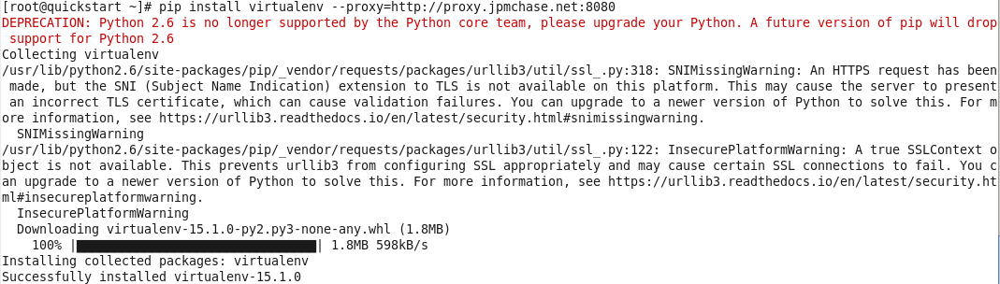 [root@quickstart ~]# pip install virtualenv --proxy=http://proxy.jpmchase.net:8080
DEPRECATION: Python 2.6 is no longer supported by the Python core team, please upgrade your Python. A future version of pip will drop
 support for Python 2.6
Collecting virtualenv
/usr/lib/python2.6/site-packages/pip/_vendor/requests/packages/urllib3/util/ssl_.py:318: SNIMissingWarning: An HTTPS request has been
 made, but the SNI (Subject Name Indication) extension to TLS is not available on this platform. This may cause the server to present
 an incorrect TLS certificate, which can cause validation failures. You can upgrade to a newer version of Python to solve this. For m
ore information, see https://urllib3.readthedocs.io/en/latest/security.html#snimissingwarning.
  SNIMissingWarning
/usr/lib/python2.6/site-packages/pip/_vendor/requests/packages/urllib3/util/ssl_.py:122: InsecurePlatformWarning: A true SSLContext o
bject is not available. This prevents urllib3 from configuring SSL appropriately and may cause certain SSL connections to fail. You c
an upgrade to a newer version of Python to solve this. For more information, see https://urllib3.readthedocs.io/en/latest/security.ht
ml#insecureplatformwarning.
  InsecurePlatformWarning
  Downloading virtualenv-15.1.0-py2.py3-none-any.whl (1.8MB)
    100% |████████████████████████████████| 1.8MB 598kB/s
Installing collected packages: virtualenv
Successfully installed virtualenv-15.1.0